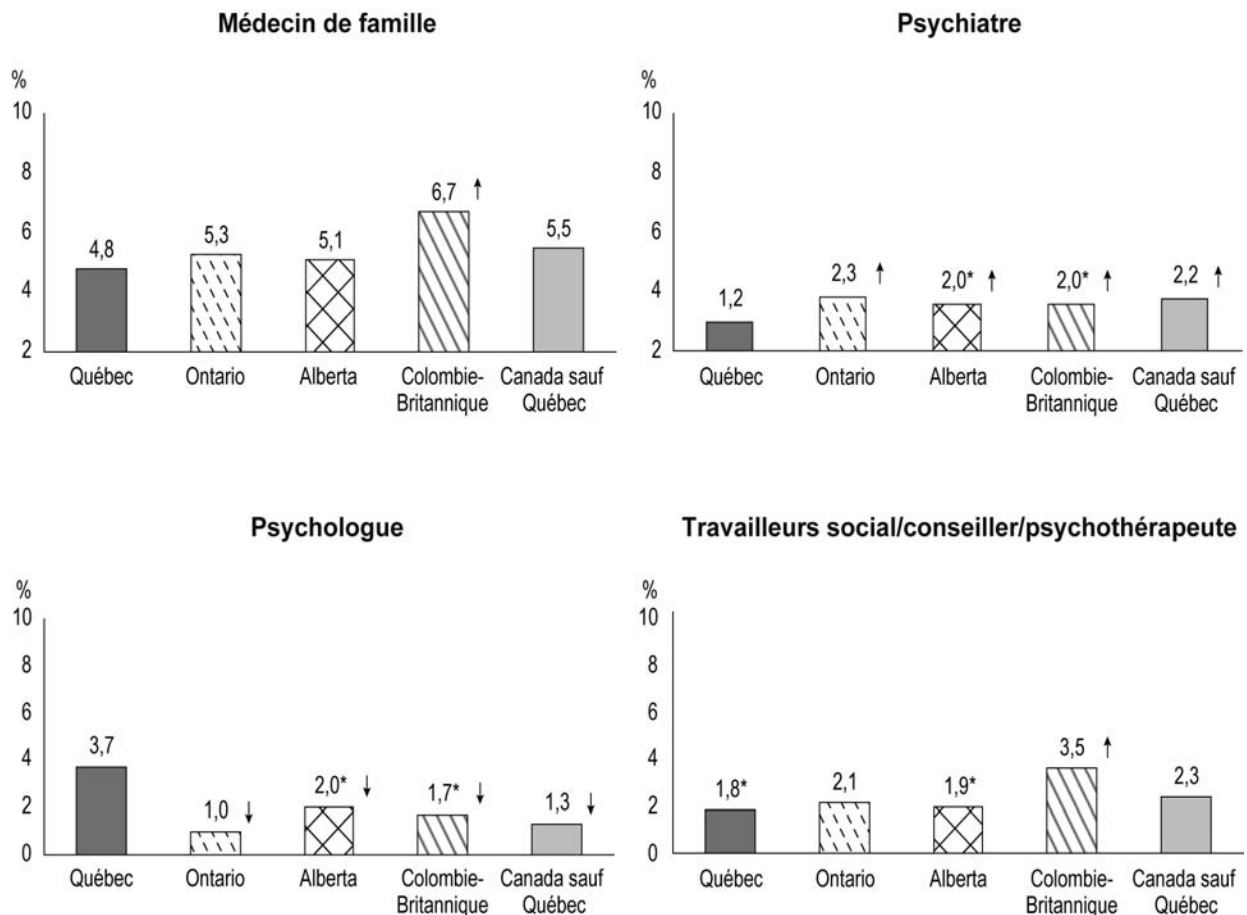 Médecin de famille
%
10
8
6
4
2
4,8
5,3
5,1
6,7 ↑
5,5
Québec
Ontario
Alberta
Colombie-
Britannique
Canada sauf
Québec
Psychiatre
%
10
8
6
4
2
1,2
2,3 ↑
2,0* ↑
2,0* ↑
2,2 ↑
Québec
Ontario
Alberta
Colombie-
Britannique
Canada sauf
Québec
Psychologue
%
10
8
6
4
2
0
3,7
1,0 ↓
2,0* ↓
1,7* ↓
1,3 ↓
Québec
Ontario
Alberta
Colombie-
Britannique
Canada sauf
Québec
Travailleurs social/conseiller/psychothérapeute
%
10
8
6
4
2
0
1,8*
2,1
1,9*
3,5 ↑
2,3
Québec
Ontario
Alberta
Colombie-
Britannique
Canada sauf
Québec